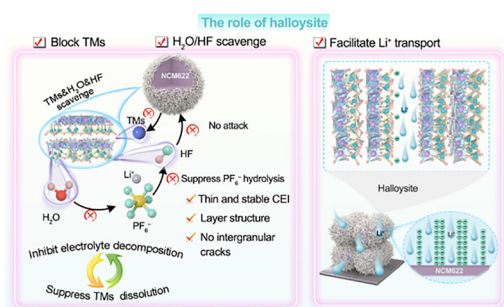 The role of halloysite
Block TMs
H₂O/HF scavenge
Facilitate Li⁺ transport
TMs&H₂O&HF
scavenge
NCM622
TMs
No attack
HF
Li⁺
Suppress PF₆⁻ hydrolysis
H₂O
PF₆⁻
Thin and stable CEI
Layer structure
No intergranular
cracks
Inhibit electrolyte decomposition
Suppress TMs dissolution
Li⁺
Halloysite
Li⁺
Li⁺
NCM622